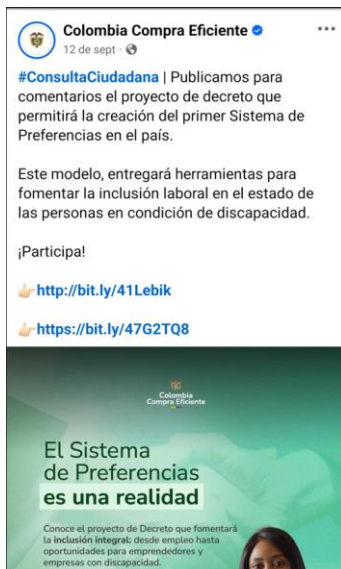 Colombia Compra Eficiente
12 de sept ·
#ConsultaCiudadana | Publicamos para
comentarios el proyecto de decreto que
permitirá la creación del primer Sistema de
Preferencias en el país.
Este modelo, entregará herramientas para
fomentar la inclusión laboral en el estado de
las personas en condición de discapacidad.
¡Participa!
http://bit.ly/41Lebik
https://bit.ly/47G2TQ8
Colombia
Compra Eficiente
El Sistema
de Preferencias
es una realidad
Conoce el proyecto de Decreto que fomentará
la inclusión integral: desde empleo hasta
oportunidades para emprendedores y
empresas con discapacidad.